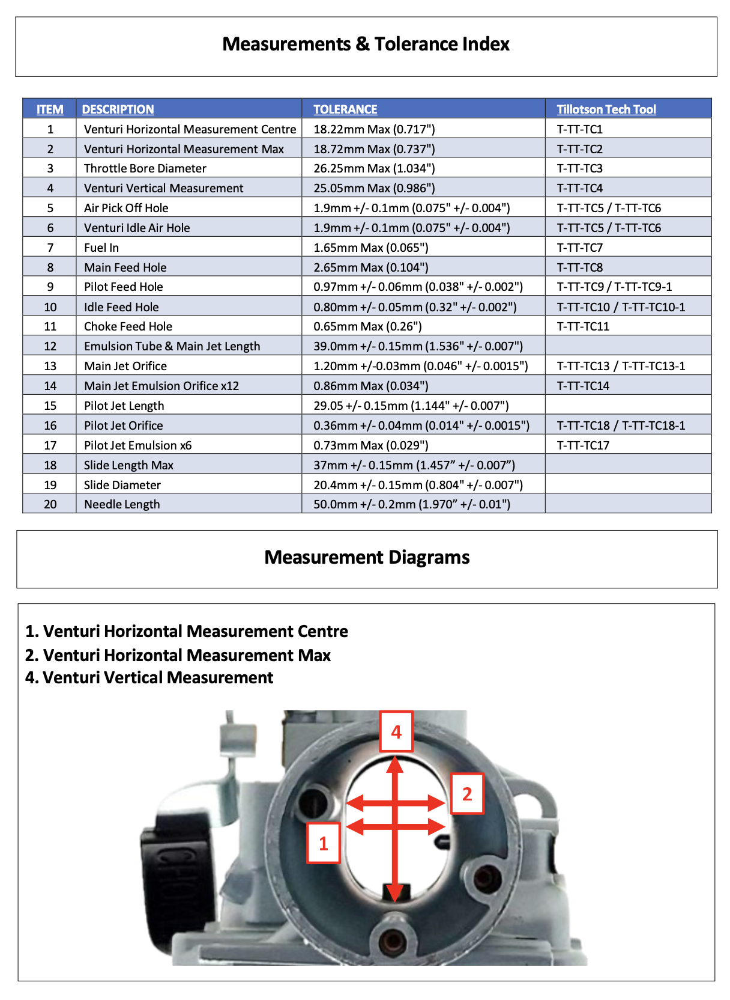 Measurements & Tolerance Index
ITEM DESCRIPTION TOLERANCE Tillotson Tech Tool
1 Venturi Horizontal Measurement Centre 18.22mm Max (0.717") T-TT-TC1
2 Venturi Horizontal Measurement Max 18.72mm Max (0.737") T-TT-TC2
3 Throttle Bore Diameter 26.25mm Max (1.034") T-TT-TC3
4 Venturi Vertical Measurement 25.05mm Max (0.986") T-TT-TC4
5 Air Pick Off Hole 1.9mm +/- 0.1mm (0.075" +/- 0.004") T-TT-TC5 / T-TT-TC6
6 Venturi Idle Air Hole 1.9mm +/- 0.1mm (0.075" +/- 0.004") T-TT-TC5 / T-TT-TC6
7 Fuel In 1.65mm Max (0.065") T-TT-TC7
8 Main Feed Hole 2.65mm Max (0.104") T-TT-TC8
9 Pilot Feed Hole 0.97mm +/- 0.06mm (0.038" +/- 0.002") T-TT-TC9 / T-TT-TC9-1
10 Idle Feed Hole 0.80mm +/- 0.05mm (0.32" +/- 0.002") T-TT-TC10 / T-TT-TC10-1
11 Choke Feed Hole 0.65mm Max (0.26") T-TT-TC11
12 Emulsion Tube & Main Jet Length 39.0mm +/- 0.15mm (1.536" +/- 0.007")
13 Main Jet Orifice 1.20mm +/-0.03mm (0.046" +/- 0.0015") T-TT-TC13 / T-TT-TC13-1
14 Main Jet Emulsion Orifice x12 0.86mm Max (0.034") T-TT-TC14
15 Pilot Jet Length 29.05 +/- 0.15mm (1.144" +/- 0.007")
16 Pilot Jet Orifice 0.36mm +/- 0.04mm (0.014" +/- 0.0015") T-TT-TC18 / T-TT-TC18-1
17 Pilot Jet Emulsion x6 0.73mm Max (0.029") T-TT-TC17
18 Slide Length Max 37mm +/- 0.15mm (1.457” +/- 0.007”)
19 Slide Diameter 20.4mm +/- 0.15mm (0.804" +/- 0.007")
20 Needle Length 50.0mm +/- 0.2mm (1.970” +/- 0.01")
Measurement Diagrams
1. Venturi Horizontal Measurement Centre
2. Venturi Horizontal Measurement Max
4. Venturi Vertical Measurement
4
2
1
CHOK